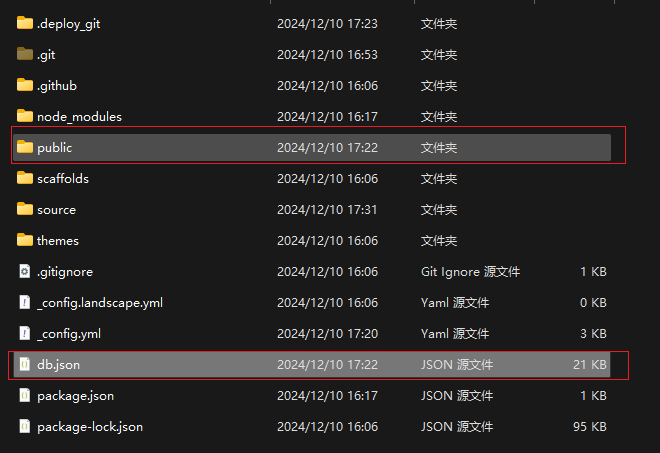 .deploy_git 2024/12/10 17:23 文件夹
.git 2024/12/10 16:53 文件夹
.github 2024/12/10 16:06 文件夹
node_modules 2024/12/10 16:17 文件夹
public 2024/12/10 17:22 文件夹
scaffolds 2024/12/10 16:06 文件夹
source 2024/12/10 17:31 文件夹
themes 2024/12/10 16:06 文件夹
.gitignore 2024/12/10 16:06 Git Ignore 源文件 1 KB
_config.landscape.yml 2024/12/10 16:06 Yaml 源文件 0 KB
_config.yml 2024/12/10 17:20 Yaml 源文件 3 KB
db.json 2024/12/10 17:22 JSON 源文件 21 KB
package.json 2024/12/10 16:17 JSON 源文件 1 KB
package-lock.json 2024/12/10 16:06 JSON 源文件 95 KB